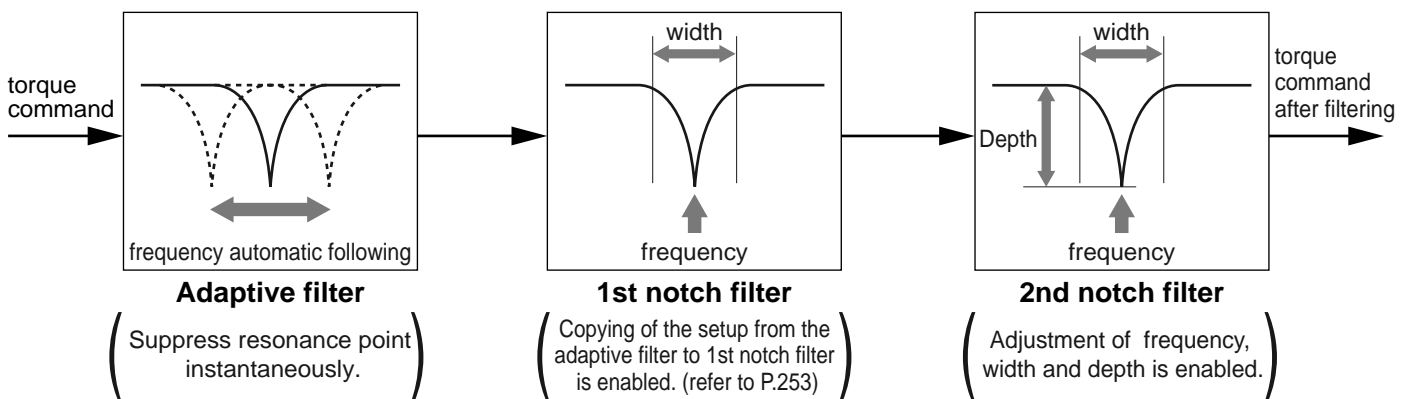 torque
command
frequency automatic following
Adaptive filter
Suppress resonance point
instantaneously.
width
frequency
1st notch filter
Copying of the setup from the
adaptive filter to 1st notch filter
is enabled. (refer to P.253)
width
Depth
frequency
2nd notch filter
Adjustment of frequency,
width and depth is enabled.
torque
command
after filtering